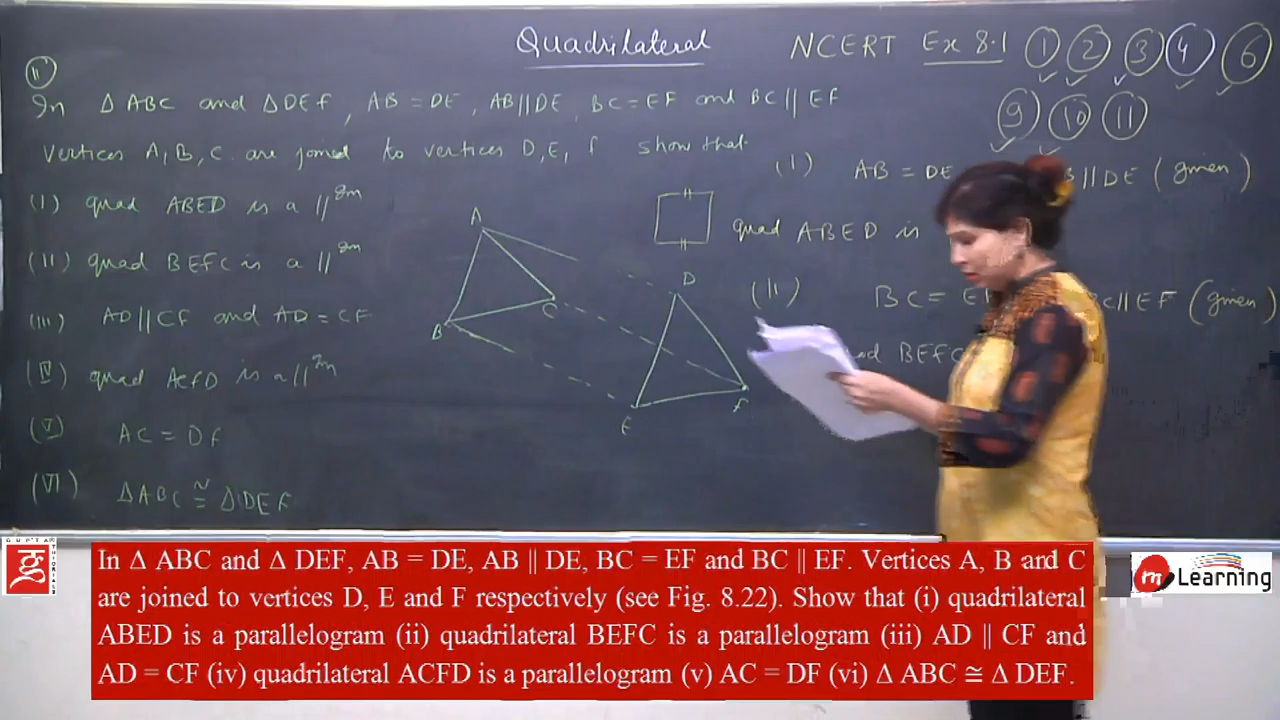 Quadrilateral
NCERT Ex 8.1 1 2 3 4 6
9 10 11
11
In Δ ABC and Δ DEF, AB = DE, AB || DE, BC = EF and BC || EF
vertices A, B, C. are joined to vertices D, E, F show that
(I) quad ABED is a ||gm
(II) quad BEFC is a ||gm
(III) AD || CF and AD = CF
(IV) quad ACFD is a ||gm
(V) AC = DF
(VI) Δ ABC ≅ Δ DEF
A
B
C
D
E
F
(I) AB = DE B || DE (given)
quad ABED is
(II) BC = EF C || EF (given)
ad BEFC
GUPTA
TUTORIALS
In Δ ABC and Δ DEF, AB = DE, AB || DE, BC = EF and BC || EF. Vertices A, B and C
are joined to vertices D, E and F respectively (see Fig. 8.22). Show that (i) quadrilateral
ABED is a parallelogram (ii) quadrilateral BEFC is a parallelogram (iii) AD || CF and
AD = CF (iv) quadrilateral ACFD is a parallelogram (v) AC = DF (vi) Δ ABC ≅ Δ DEF.
m Learning